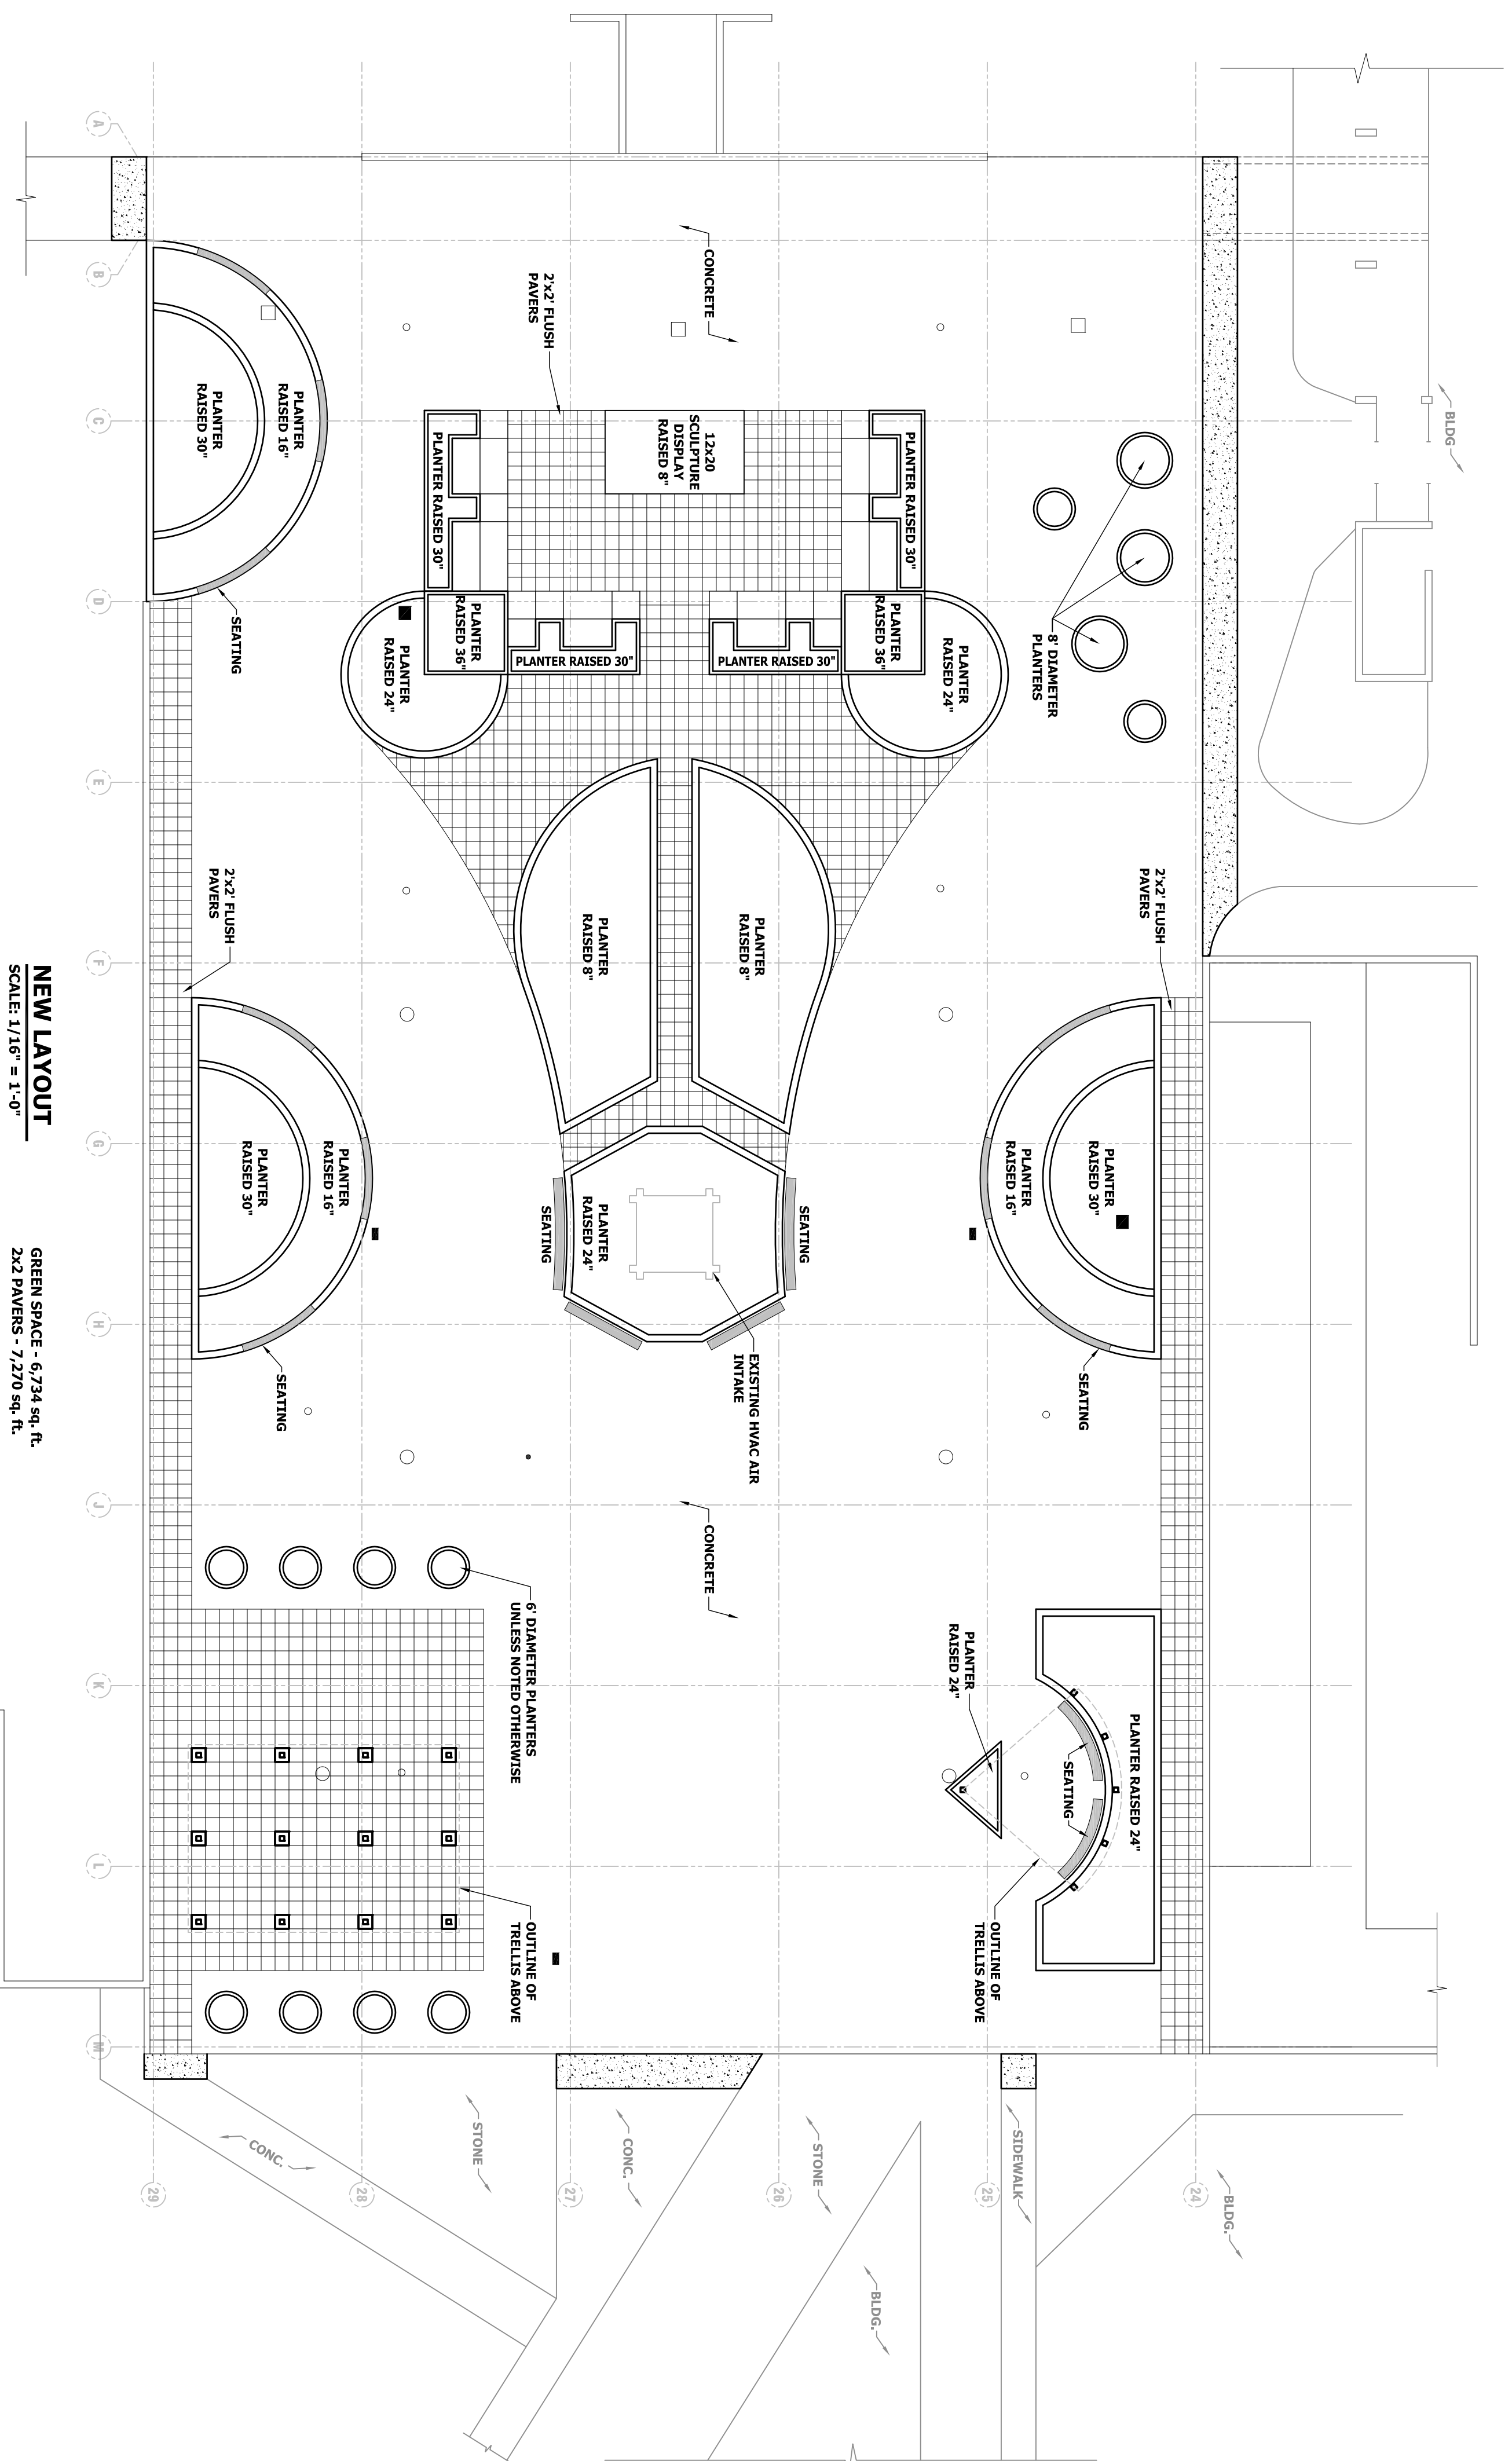 BLDG
A
B
C
D
E
F
G
H
J
K
L
M
CONCRETE
2'x2' FLUSH
PAVERS
PLANTER
RAISED 16"
PLANTER
RAISED 30"
SEATING
12x20
SCULPTURE
DISPLAY
RAISED 8"
PLANTER RAISED 30"
PLANTER RAISED 30"
PLANTER
RAISED 36"
PLANTER
RAISED 36"
PLANTER RAISED 30"
PLANTER RAISED 30"
PLANTER
RAISED 24"
PLANTER
RAISED 24"
8' DIAMETER
PLANTERS
2'x2' FLUSH
PAVERS
2'x2' FLUSH
PAVERS
PLANTER
RAISED 8"
PLANTER
RAISED 8"
PLANTER
RAISED 30"
PLANTER
RAISED 16"
PLANTER
RAISED 16"
PLANTER
RAISED 30"
SEATING
SEATING
PLANTER
RAISED 24"
SEATING
SEATING
EXISTING HVAC AIR
INTAKE
CONCRETE
6' DIAMETER PLANTERS
UNLESS NOTED OTHERWISE
PLANTER
RAISED 24"
PLANTER RAISED 24"
SEATING
OUTLINE OF
TRELLIS ABOVE
OUTLINE OF
TRELLIS ABOVE
24
25
26
27
28
29
BLDG.
SIDEWALK
STONE
CONC.
STONE
CONC.
BLDG.
NEW LAYOUT
SCALE: 1/16" = 1'-0"
GREEN SPACE - 6,734 sq. ft.
2x2 PAVERS - 7,270 sq. ft.